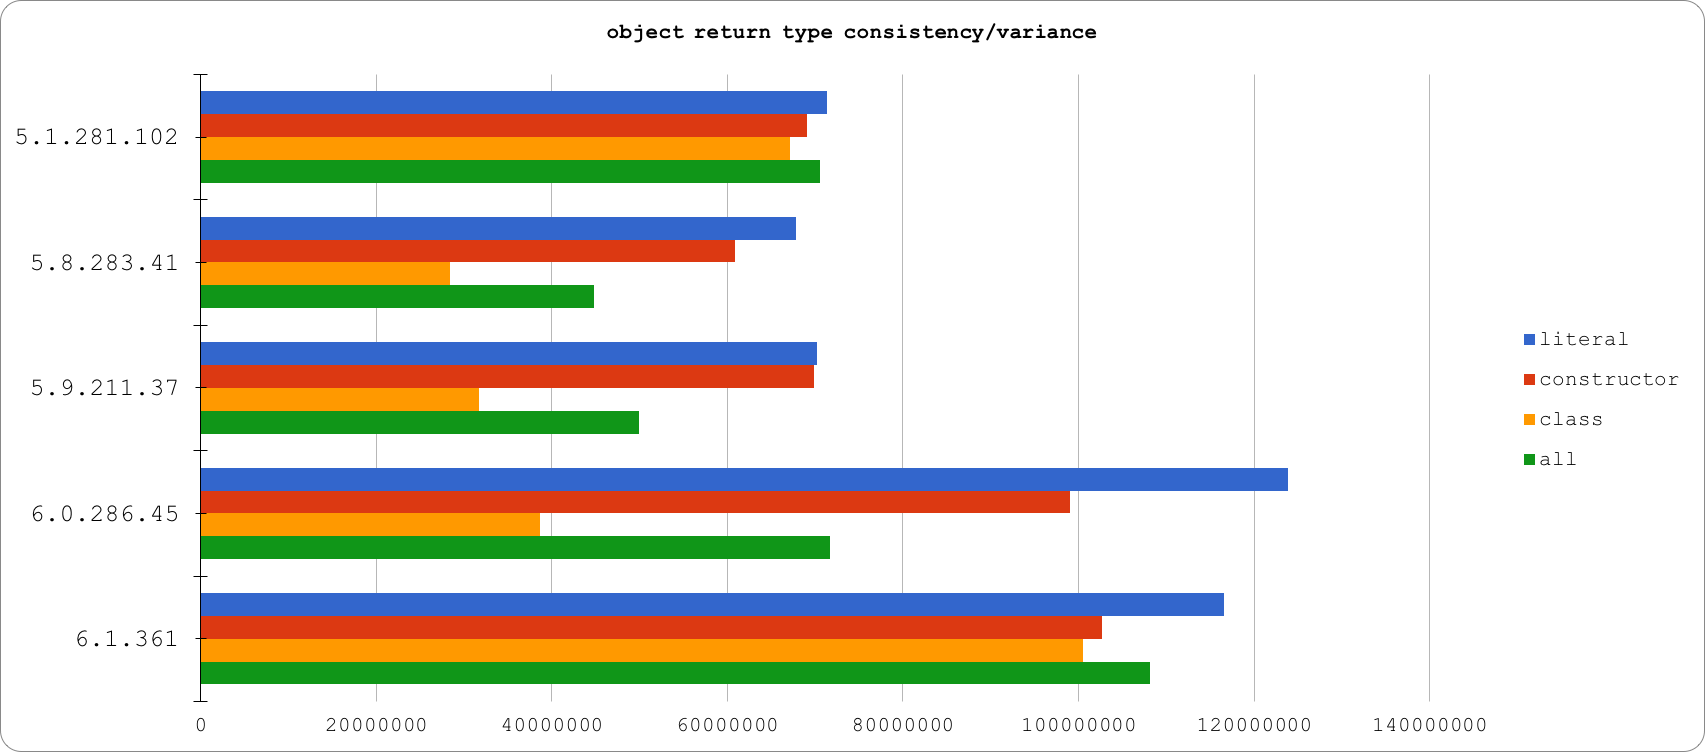 object return type consistency/variance
5.1.281.102
5.8.283.41
5.9.211.37
6.0.286.45
6.1.361
0 20000000 40000000 60000000 80000000 100000000 120000000 140000000
literal
constructor
class
all